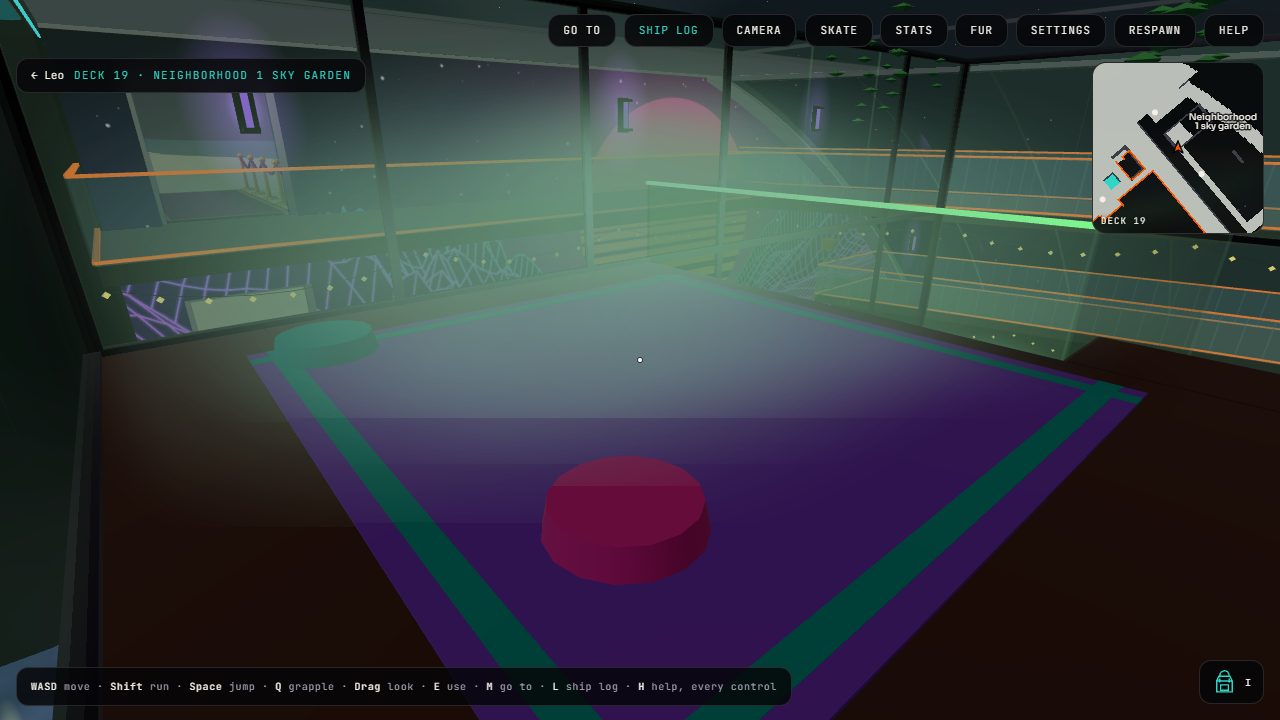 GO TO
SHIP LOG
CAMERA
SKATE
STATS
FUR
SETTINGS
RESPAWN
HELP
← Leo DECK 19 · NEIGHBORHOOD 1 SKY GARDEN
Neighborhood
1 sky garden
DECK 19
WASD move · Shift run · Space jump · Q grapple · Drag look · E use · M go to · L ship log · H help, every control
I